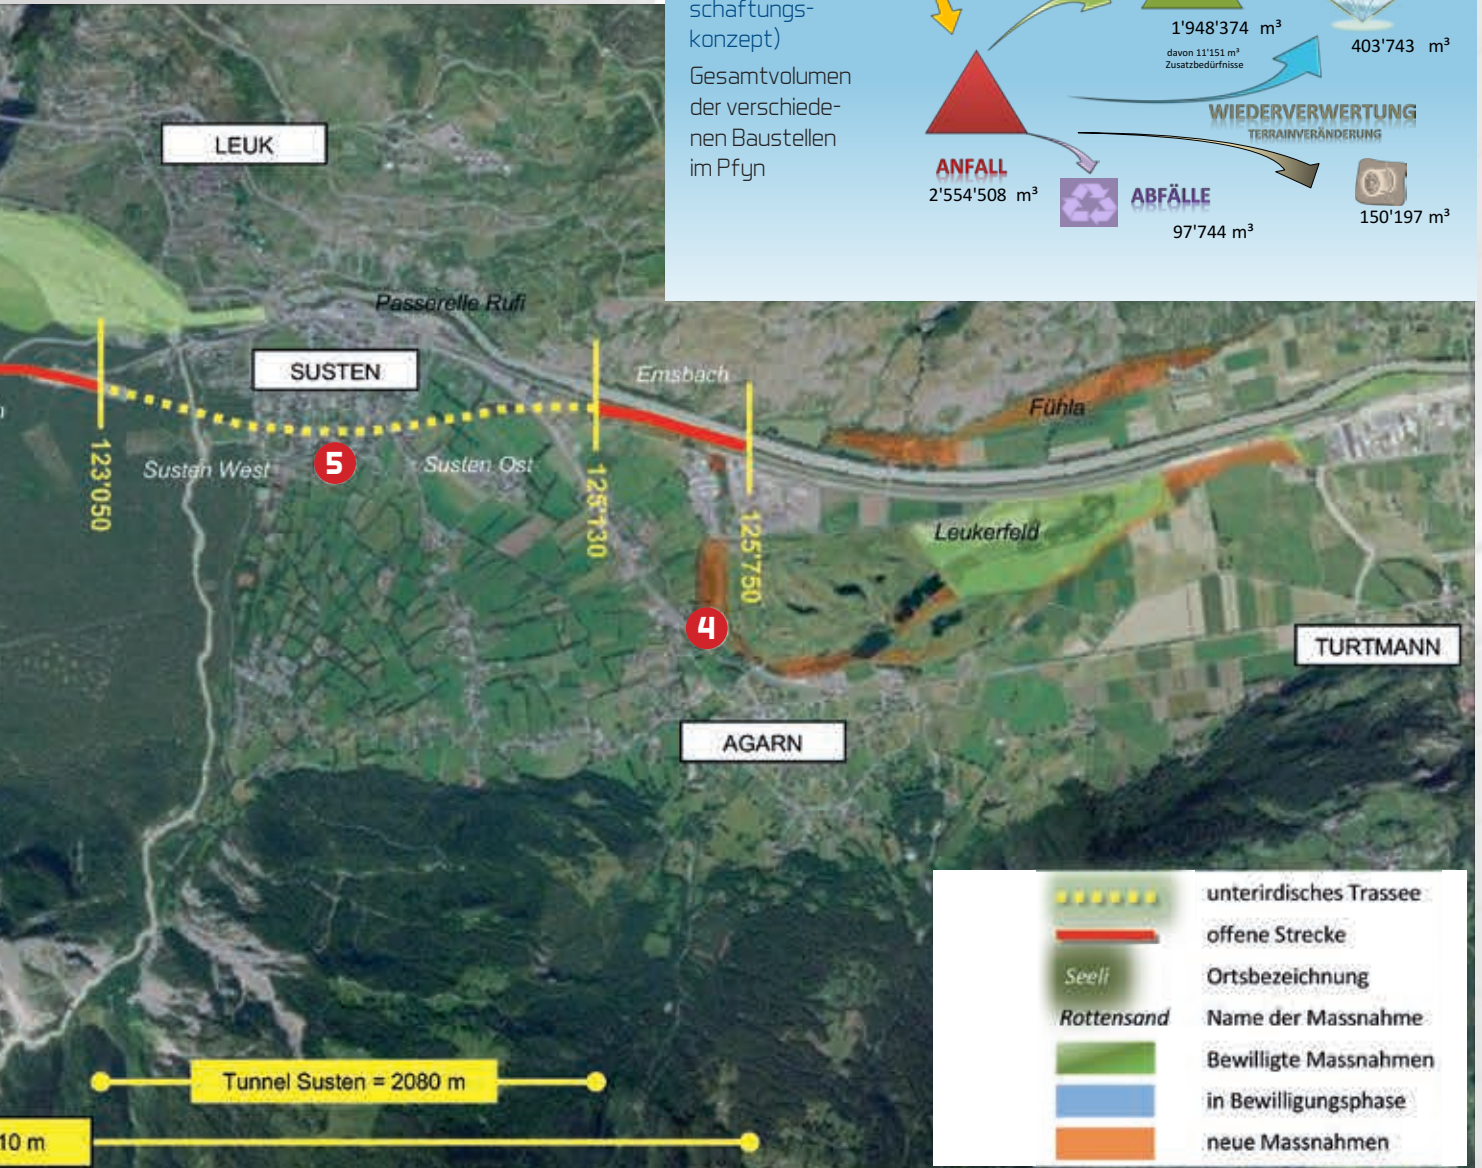 schaftungs-
konzept)
Gesamtvolumen
der verschiede-
nen Baustellen
im Pfyn
1'948'374 m³
davon 11'151 m³
Zusatzbedürfnisse
403'743 m³
WIEDERVERWERTUNG
TERRAINVERÄNDERUNG
ANFALL
2'554'508 m³
ABFÄLLE
97'744 m³
150'197 m³
LEUK
Passerelle Rufi
SUSTEN
Emsbach
Fühla
Susten West
5
Susten Ost
123'050
125'130
125'750
Leukerfeld
4
TURTMANN
AGARN
Tunnel Susten = 2080 m
10 m
unterirdisches Trassee
offene Strecke
Seeli Ortsbezeichnung
Rottensand Name der Massnahme
Bewilligte Massnahmen
in Bewilligungsphase
neue Massnahmen